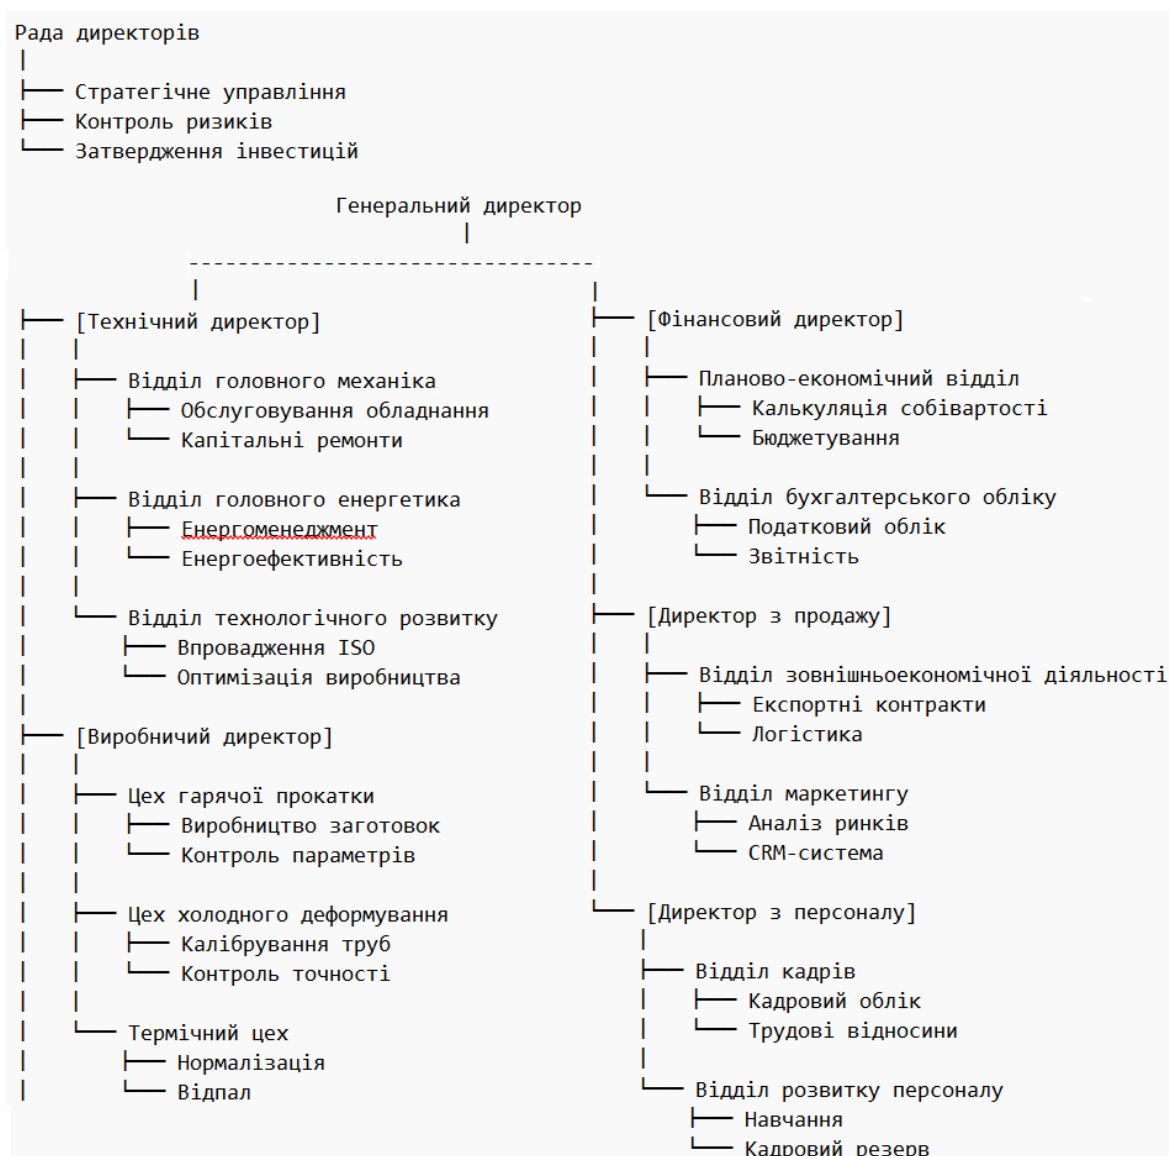 Рада директорів
Стратегічне управління
Контроль ризиків
Затвердження інвестицій
Генеральний директор
[Технічний директор]
Відділ головного механіка
Обслуговування обладнання
Капітальні ремонти
Відділ головного енергетика
Енергоменеджмент
Енергоефективність
Відділ технологічного розвитку
Впровадження ISO
Оптимізація виробництва
[Виробничий директор]
Цех гарячої прокатки
Виробництво заготовок
Контроль параметрів
Цех холодного деформування
Калібрування труб
Контроль точності
Термічний цех
Нормалізація
Відпал
[Фінансовий директор]
Планово-економічний відділ
Калькуляція собівартості
Бюджетування
Відділ бухгалтерського обліку
Податковий облік
Звітність
[Директор з продажу]
Відділ зовнішньоекономічної діяльності
Експортні контракти
Логістика
Відділ маркетингу
Аналіз ринків
CRM-система
[Директор з персоналу]
Відділ кадрів
Кадровий облік
Трудові відносини
Відділ розвитку персоналу
Навчання
Кадровий резерв